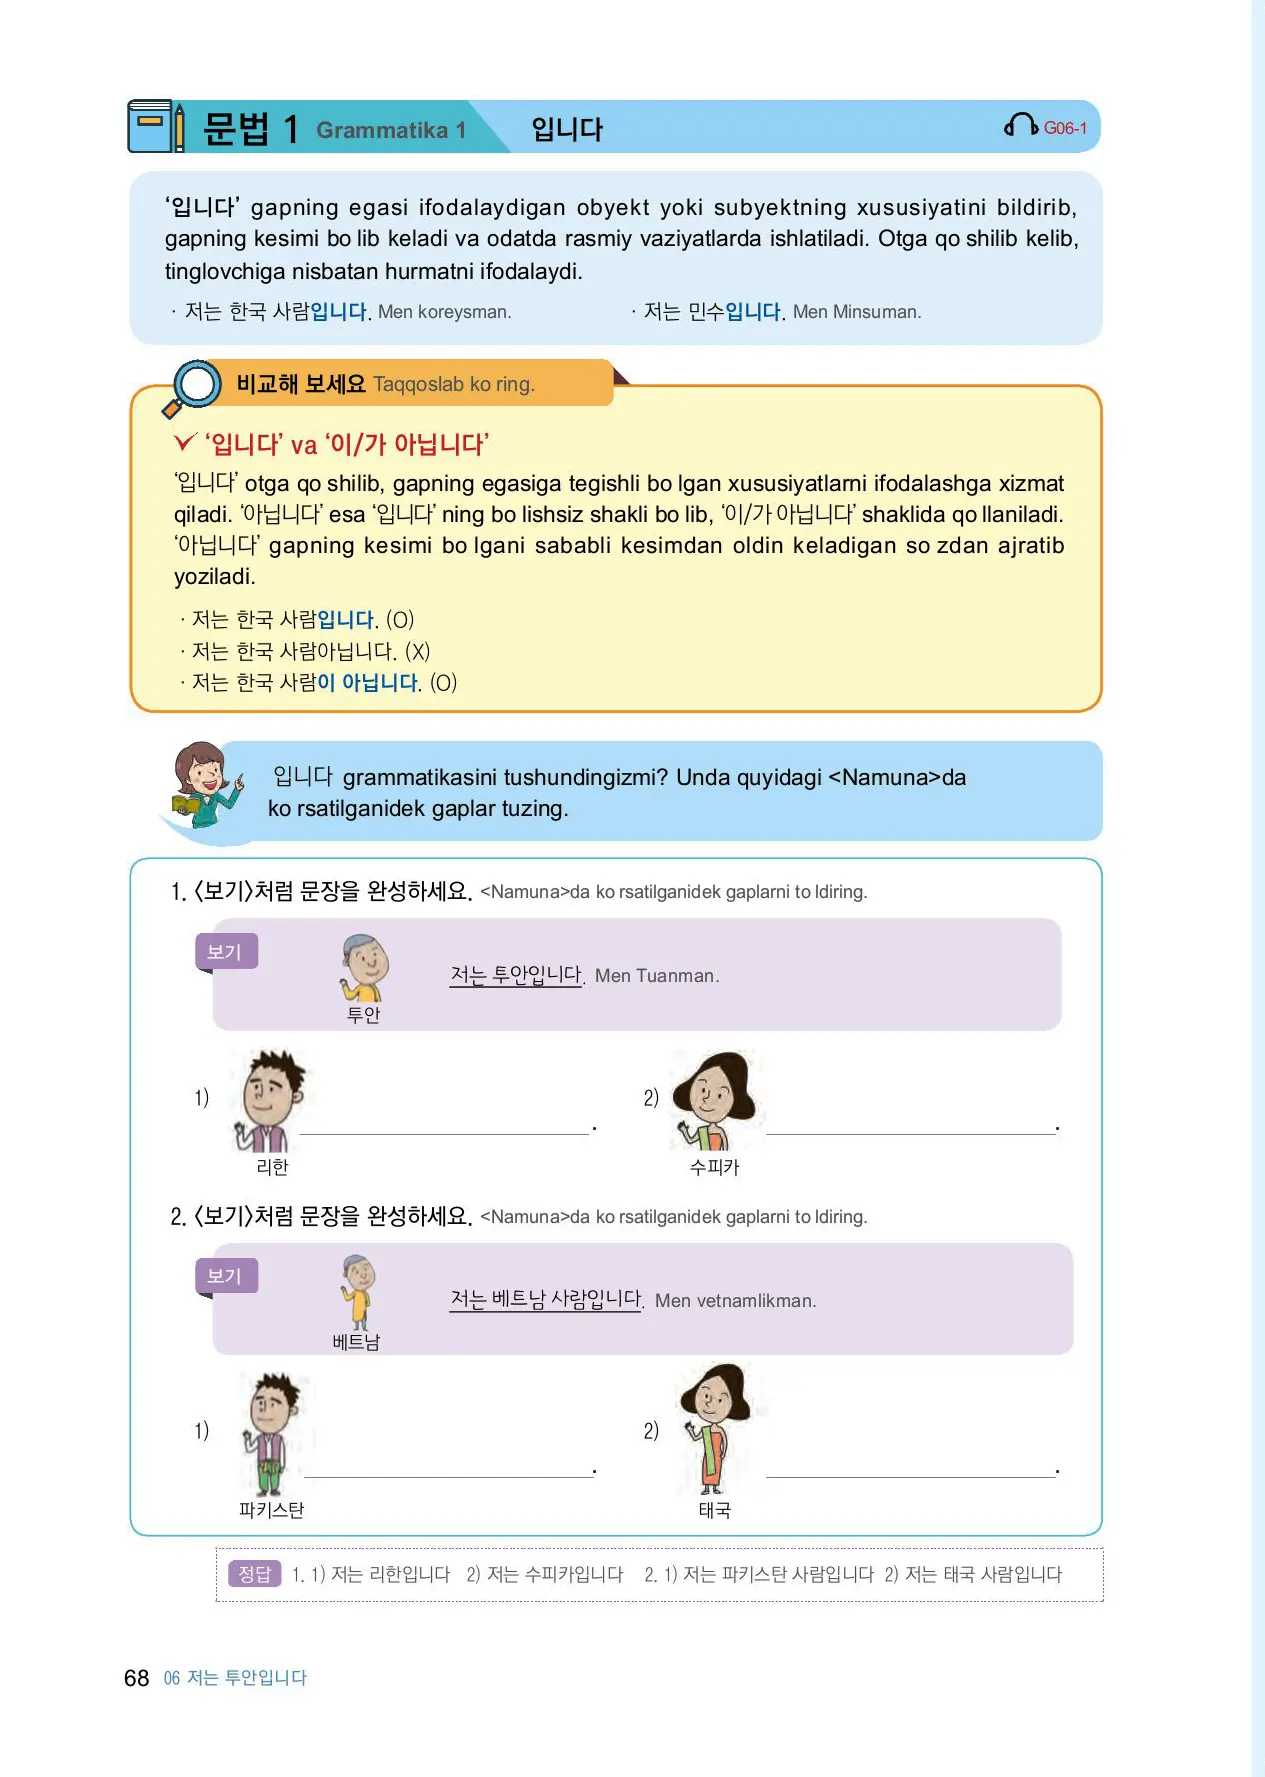 문법 1 Grammatika 1 입니다 G06-1
‘입니다’ gapning egasi ifodalaydigan obyekt yoki subyektning xususiyatini bildirib,
gapning kesimi bo lib keladi va odatda rasmiy vaziyatlarda ishlatiladi. Otga qo shilib kelib,
tinglovchiga nisbatan hurmatni ifodalaydi.
· 저는 한국 사람입니다. Men koreysman. · 저는 민수입니다. Men Minsuman.
비교해 보세요 Taqqoslab ko ring.
‘입니다’ va ‘이/가 아닙니다’
‘입니다’ otga qo shilib, gapning egasiga tegishli bo lgan xususiyatlarni ifodalashga xizmat
qiladi. ‘아닙니다’ esa ‘입니다’ ning bo lishsiz shakli bo lib, ‘이/가 아닙니다’ shaklida qo llaniladi.
‘아닙니다’ gapning kesimi bo lgani sababli kesimdan oldin keladigan so zdan ajratib
yoziladi.
· 저는 한국 사람입니다. (O)
· 저는 한국 사람아닙니다. (X)
· 저는 한국 사람이 아닙니다. (O)
입니다 grammatikasini tushundingizmi? Unda quyidagi <Namuna>da
ko rsatilganidek gaplar tuzing.
1. 〈보기〉처럼 문장을 완성하세요. <Namuna>da ko rsatilganidek gaplarni to ldiring.
보기
저는 투안입니다. Men Tuanman.
투안
1) . 2) .
리한 수피카
2. 〈보기〉처럼 문장을 완성하세요. <Namuna>da ko rsatilganidek gaplarni to ldiring.
보기
저는 베트남 사람입니다. Men vetnamlikman.
베트남
1) . 2) .
파키스탄 태국
정답 1. 1) 저는 리한입니다 2) 저는 수피카입니다 2. 1) 저는 파키스탄 사람입니다 2) 저는 태국 사람입니다
68 06 저는 투안입니다